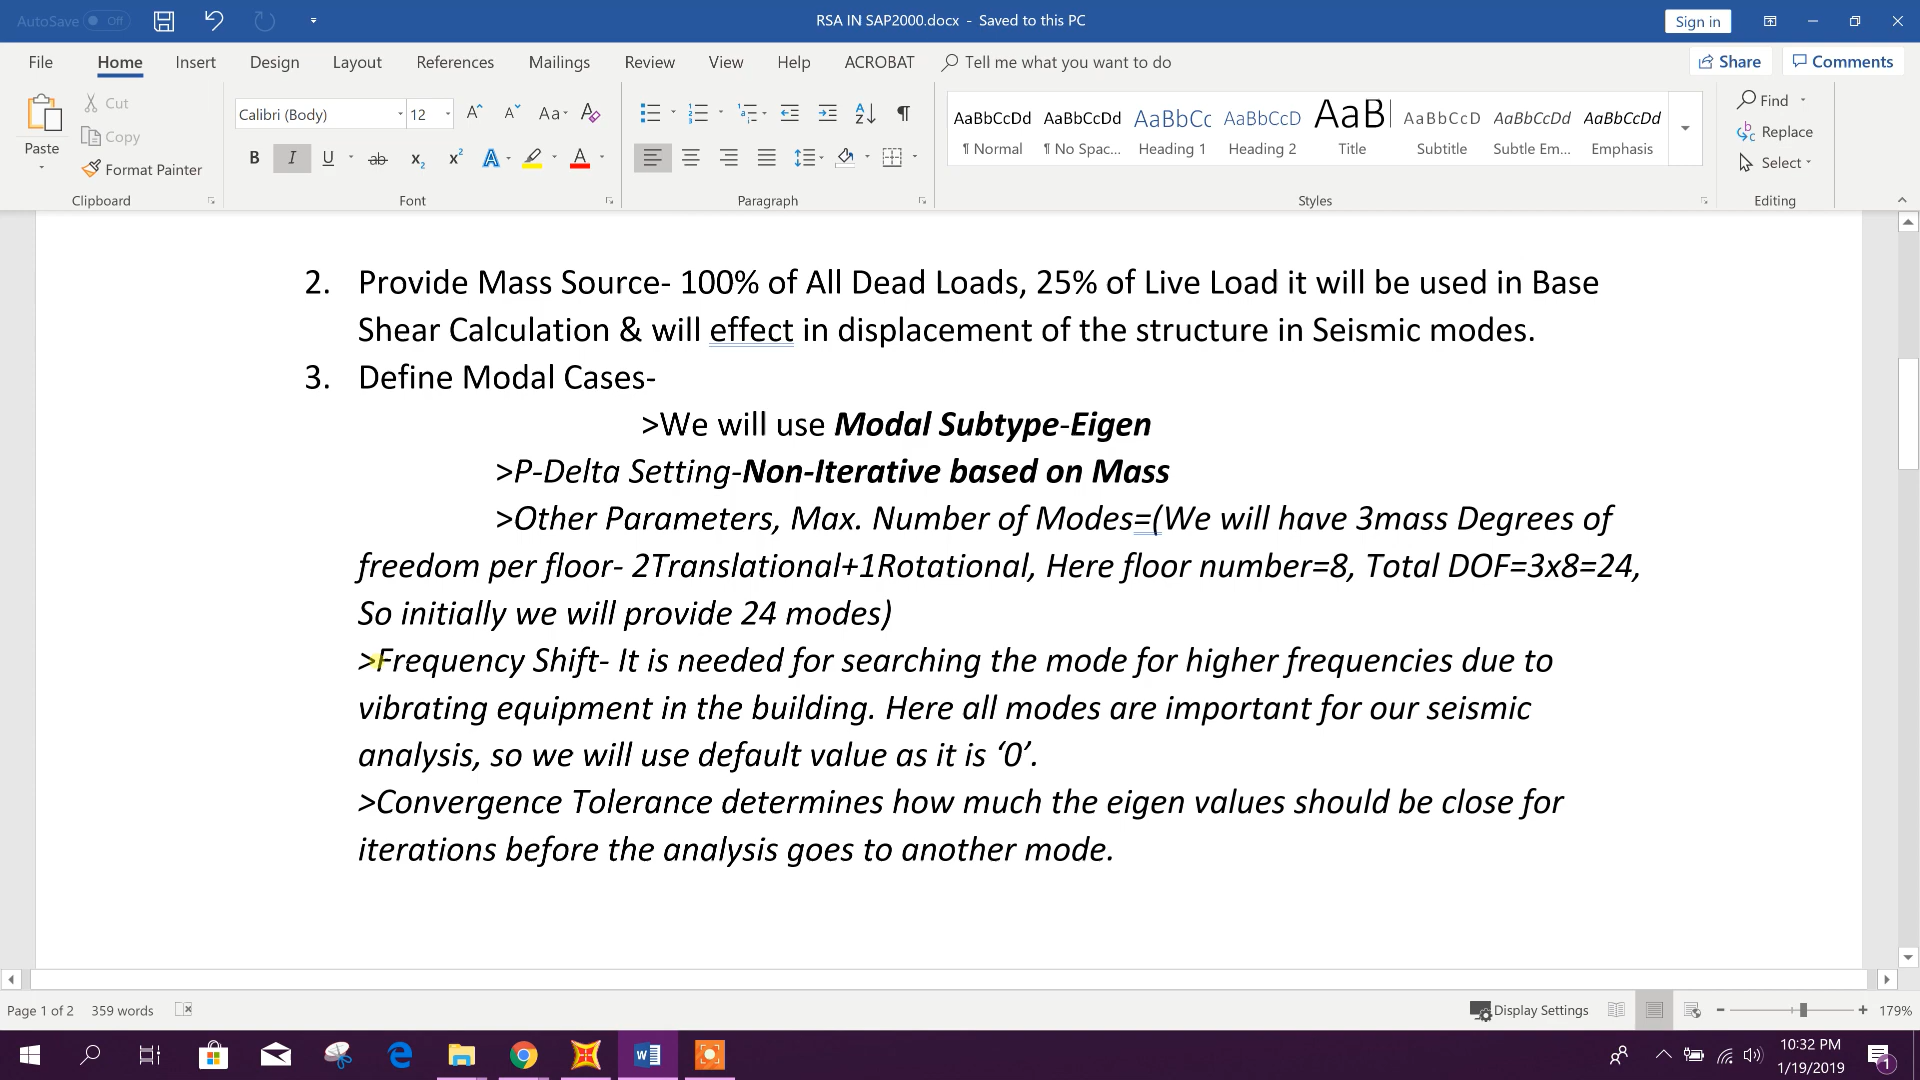 AutoSave Off RSA IN SAP2000.docx - Saved to this PC Sign in
File Home Insert Design Layout References Mailings Review View Help ACROBAT Tell me what you want to do Share Comments
Paste Cut Copy Format Painter Clipboard
Calibri (Body) 12 Font
Paragraph
AaBbCcDd AaBbCcDd AaBbCc AaBbCcD AaB AaBbCcD AaBbCcDd AaBbCcDd
¶ Normal ¶ No Spac... Heading 1 Heading 2 Title Subtitle Subtle Em... Emphasis
Styles
Find
Replace
Select
Editing
2. Provide Mass Source- 100% of All Dead Loads, 25% of Live Load it will be used in Base
Shear Calculation & will effect in displacement of the structure in Seismic modes.
3. Define Modal Cases-
>We will use Modal Subtype-Eigen
>P-Delta Setting-Non-Iterative based on Mass
>Other Parameters, Max. Number of Modes=(We will have 3mass Degrees of
freedom per floor- 2Translational+1Rotational, Here floor number=8, Total DOF=3x8=24,
So initially we will provide 24 modes)
>Frequency Shift- It is needed for searching the mode for higher frequencies due to
vibrating equipment in the building. Here all modes are important for our seismic
analysis, so we will use default value as it is ‘0’.
>Convergence Tolerance determines how much the eigen values should be close for
iterations before the analysis goes to another mode.
Page 1 of 2 359 words Display Settings 179%
10:32 PM
1/19/2019
1